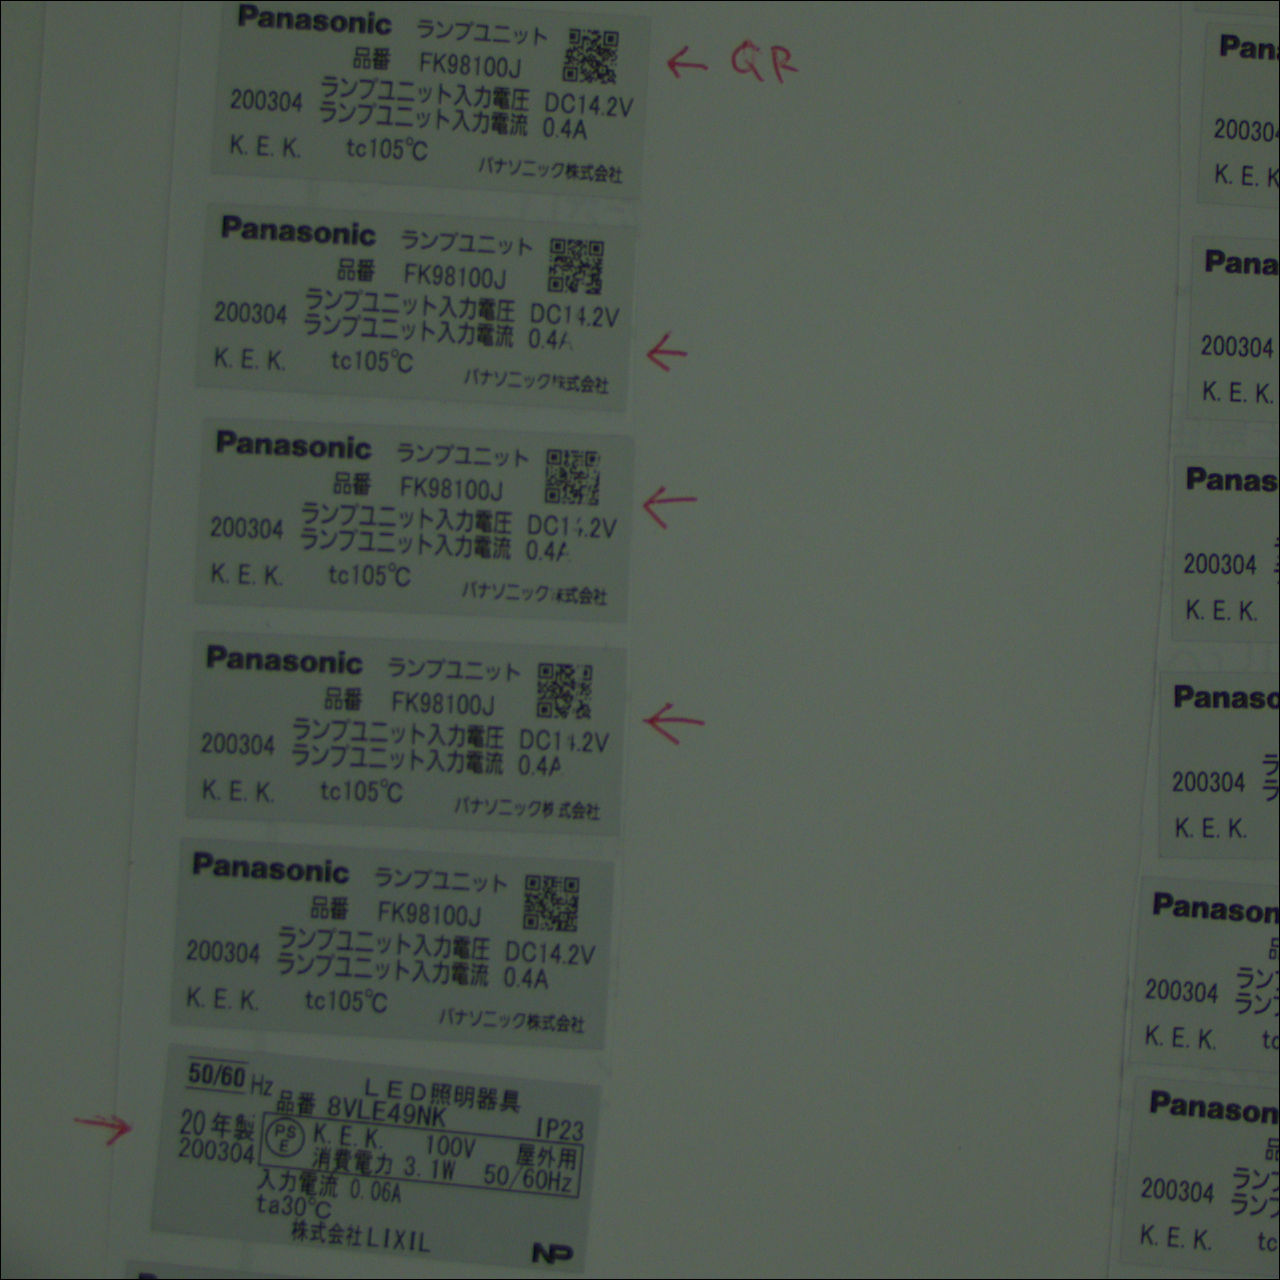 Panasonic ランプユニット
品番 FK98100J
← QR
200304 ランプユニット入力電圧 DC14.2V
ランプユニット入力電流 0.4A
K.E.K. tc105℃
パナソニック株式会社
Panasonic ランプユニット
品番 FK98100J
200304 ランプユニット入力電圧 DC14.2V
ランプユニット入力電流 0.4A
←
K.E.K. tc105℃
パナソニック株式会社
Panasonic ランプユニット
品番 FK98100J
←
200304 ランプユニット入力電圧 DC14.2V
ランプユニット入力電流 0.4A
K.E.K. tc105℃
パナソニック株式会社
Panasonic ランプユニット
品番 FK98100J
←
200304 ランプユニット入力電圧 DC14.2V
ランプユニット入力電流 0.4A
K.E.K. tc105℃
パナソニック株式会社
Panasonic ランプユニット
品番 FK98100J
200304 ランプユニット入力電圧 DC14.2V
ランプユニット入力電流 0.4A
K.E.K. tc105℃
パナソニック株式会社
50/60 Hz LED照明器具
品番 8VLE49NK IP23
→
20年製 PSE K.E.K. 100V 屋外用
200304 消費電力 3.1W 50/60Hz
入力電流 0.06A
ta30℃
株式会社LIXIL
NP
200304
K.E.K.
200304
K.E.K.
200304
K.E.K.
200304
K.E.K.
200304
K.E.K.
200304
K.E.K.